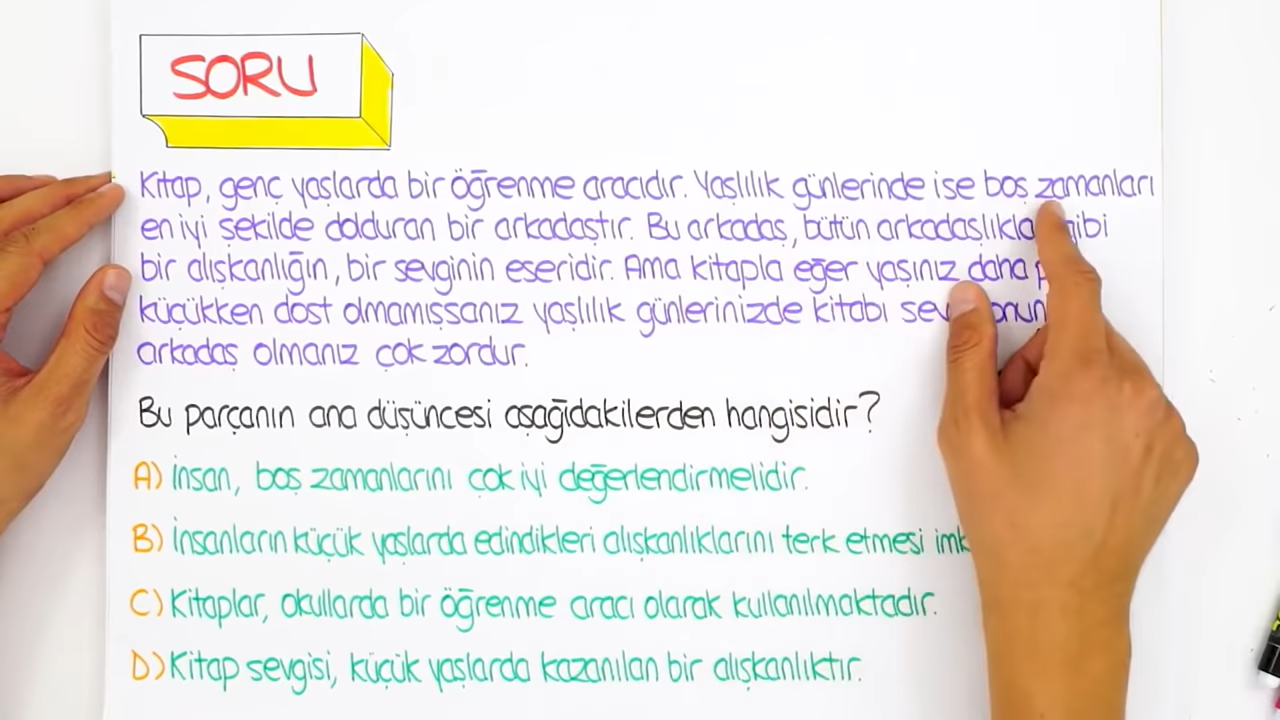 SORU
Kitap, genç yaşlarda bir öğrenme aracıdır. Yaşlılık günlerinde ise boş zamanları
en iyi şekilde dolduran bir arkadaştır. Bu arkadaş, bütün gibi
bir alışkanlığın, bir sevginin eseridir. Ama kitapla eğer yaşınız daha
küçükken dost olmamışsanız yaşlılık günlerinizde kitabı
arkadaş olmanız çok zordur.
Bu parçanın ana düşüncesi aşağıdakilerden hangisidir?
A) İnsan, boş zamanlarını çok iyi değerlendirmelidir.
B) İnsanların küçük yaşlarda edindikleri alışkanlıklarını terk etmesi
C) Kitaplar, okullarda bir öğrenme aracı olarak kullanılmaktadır.
D) Kitap sevgisi, küçük yaşlarda kazanılan bir alışkanlıktır.